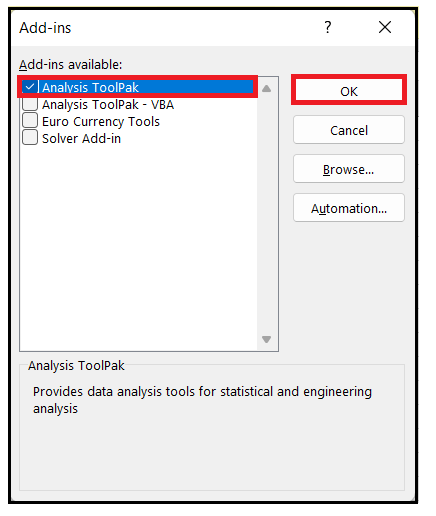 Add-ins
?
Add-ins available:
Analysis ToolPak
Analysis ToolPak - VBA
Euro Currency Tools
Solver Add-in
OK
Cancel
Browse...
Automation...
Analysis ToolPak
Provides data analysis tools for statistical and engineering
analysis